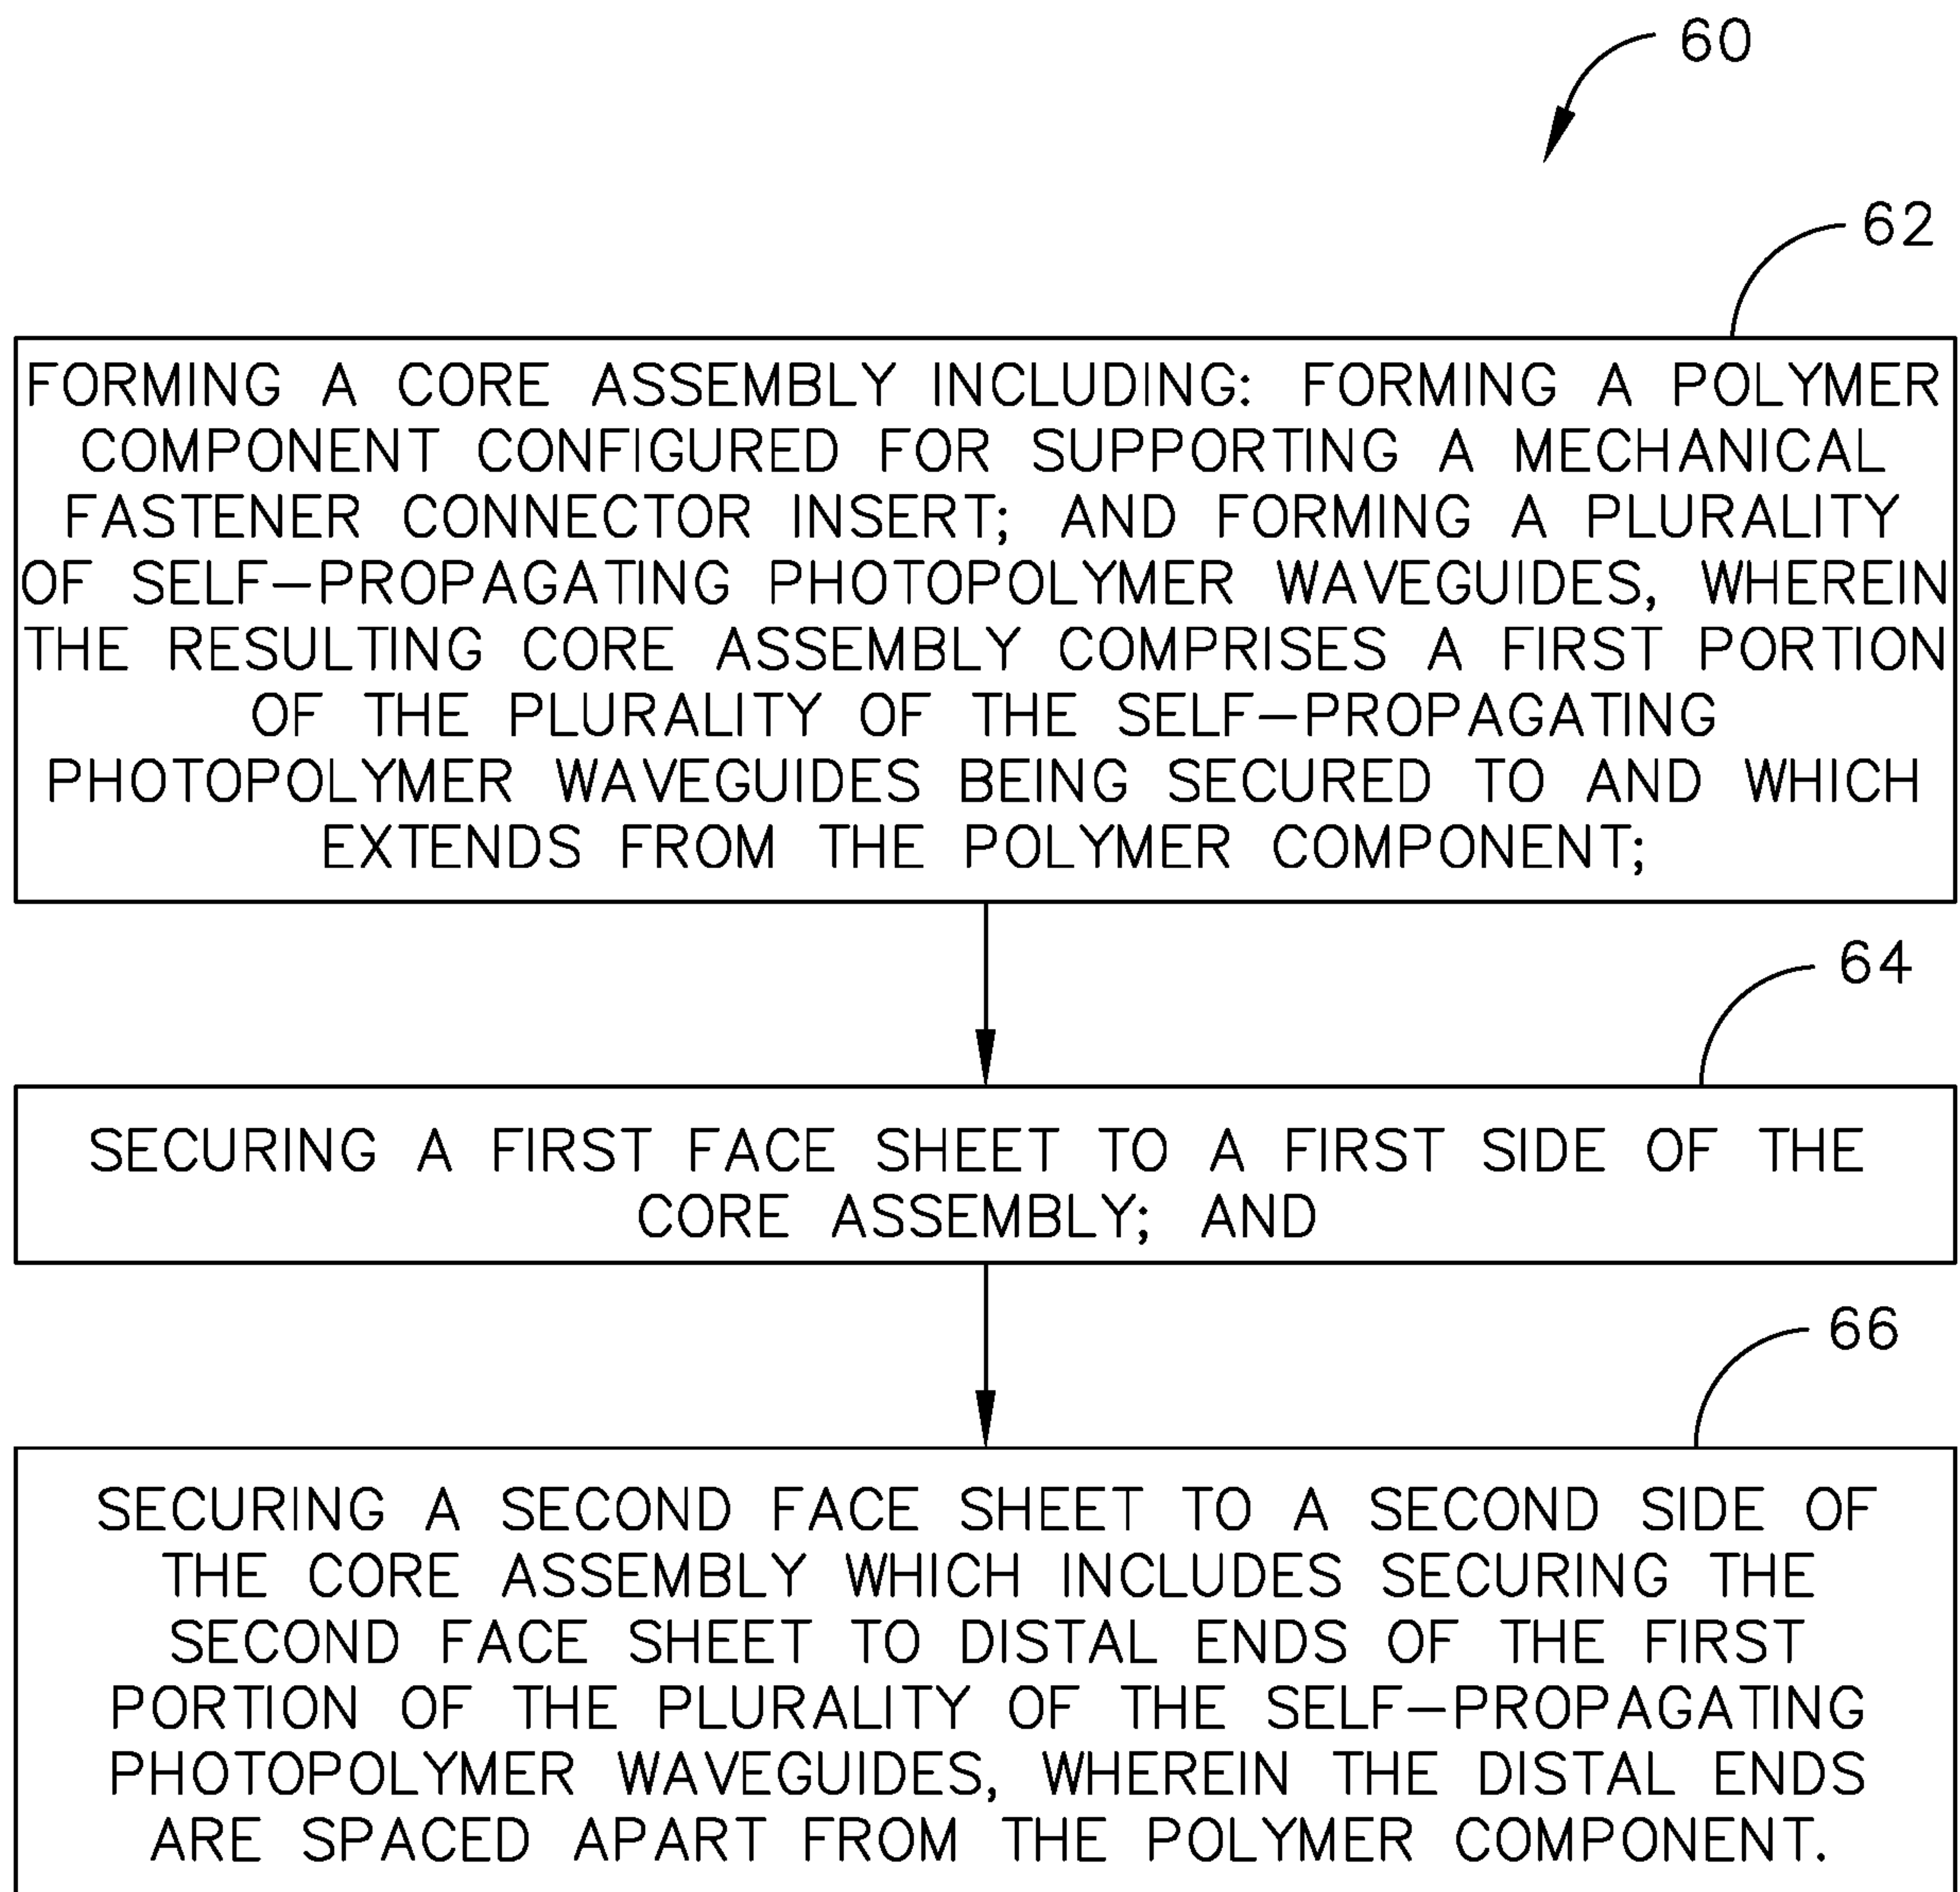 60
62
FORMING A CORE ASSEMBLY INCLUDING: FORMING A POLYMER
COMPONENT CONFIGURED FOR SUPPORTING A MECHANICAL
FASTENER CONNECTOR INSERT; AND FORMING A PLURALITY
OF SELF-PROPAGATING PHOTOPOLYMER WAVEGUIDES, WHEREIN
THE RESULTING CORE ASSEMBLY COMPRISES A FIRST PORTION
OF THE PLURALITY OF THE SELF-PROPAGATING
PHOTOPOLYMER WAVEGUIDES BEING SECURED TO AND WHICH
EXTENDS FROM THE POLYMER COMPONENT;
64
SECURING A FIRST FACE SHEET TO A FIRST SIDE OF THE
CORE ASSEMBLY; AND
66
SECURING A SECOND FACE SHEET TO A SECOND SIDE OF
THE CORE ASSEMBLY WHICH INCLUDES SECURING THE
SECOND FACE SHEET TO DISTAL ENDS OF THE FIRST
PORTION OF THE PLURALITY OF THE SELF-PROPAGATING
PHOTOPOLYMER WAVEGUIDES, WHEREIN THE DISTAL ENDS
ARE SPACED APART FROM THE POLYMER COMPONENT.